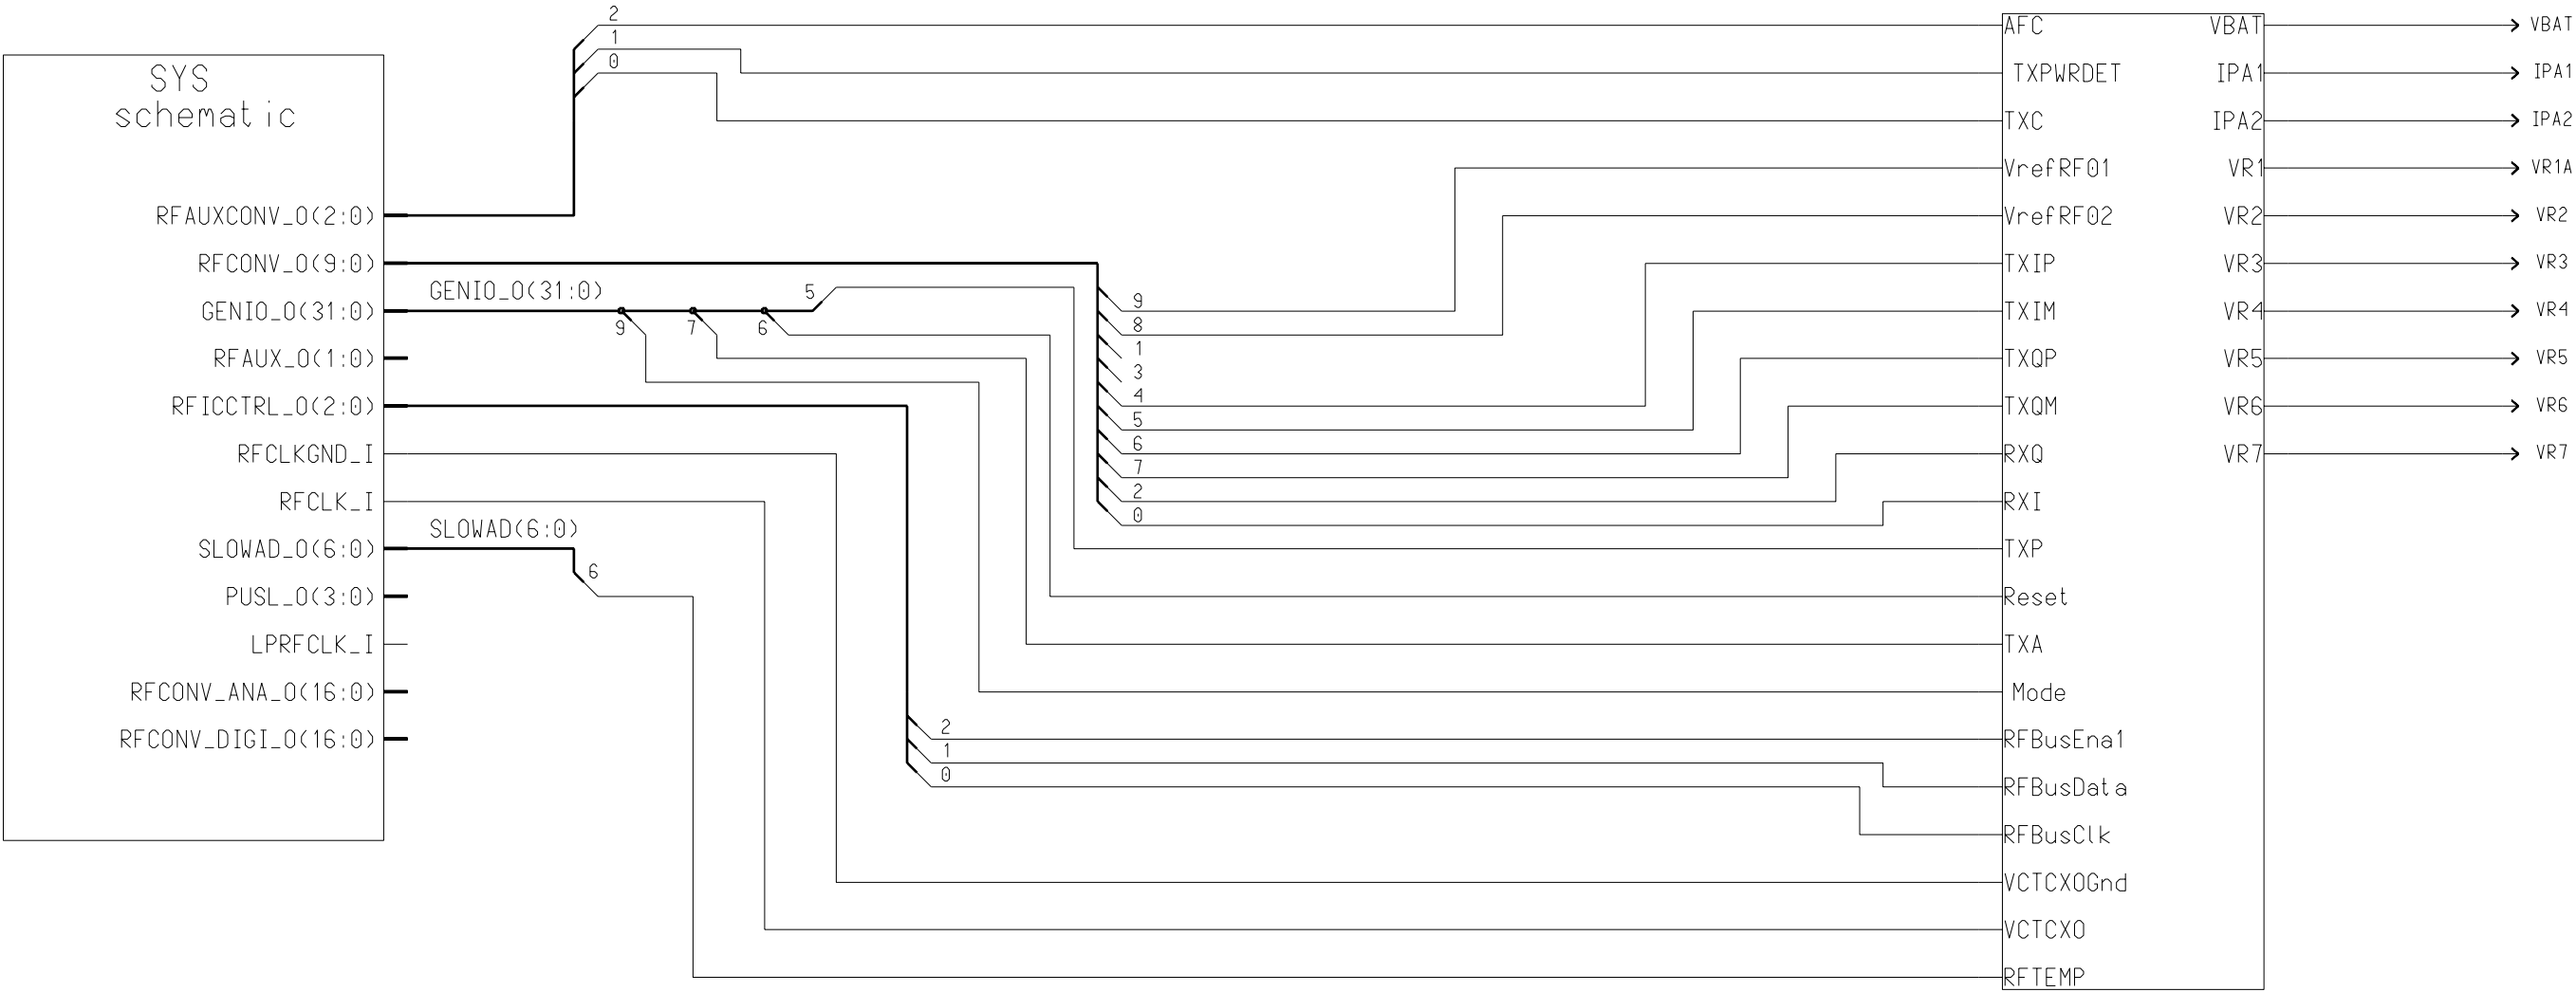 SYS
schematic
RFAUXCONV_O(2:0)
RFCONV_O(9:0)
GENIO_O(31:0)
RFAUX_O(1:0)
RFICCTRL_O(2:0)
RFCLKGND_I
RFCLK_I
SLOWAD_O(6:0)
PUSL_O(3:0)
LPRFCLK_I
RFCONV_ANA_O(16:0)
RFCONV_DIGI_O(16:0)
2
1
0
GENIO_O(31:0)
5
9
7
6
SLOWAD(6:0)
6
9
8
1
3
4
5
6
7
2
0
2
1
0
AFC
TXPWRDET
TXC
VrefRF01
VrefRF02
TXIP
TXIM
TXQP
TXQM
RXQ
RXI
TXP
Reset
TXA
Mode
RFBusEna1
RFBusData
RFBusClk
VCTCXOGnd
VCTCXO
RFTEMP
VBAT
IPA1
IPA2
VR1
VR2
VR3
VR4
VR5
VR6
VR7
VBAT
IPA1
IPA2
VR1A
VR2
VR3
VR4
VR5
VR6
VR7